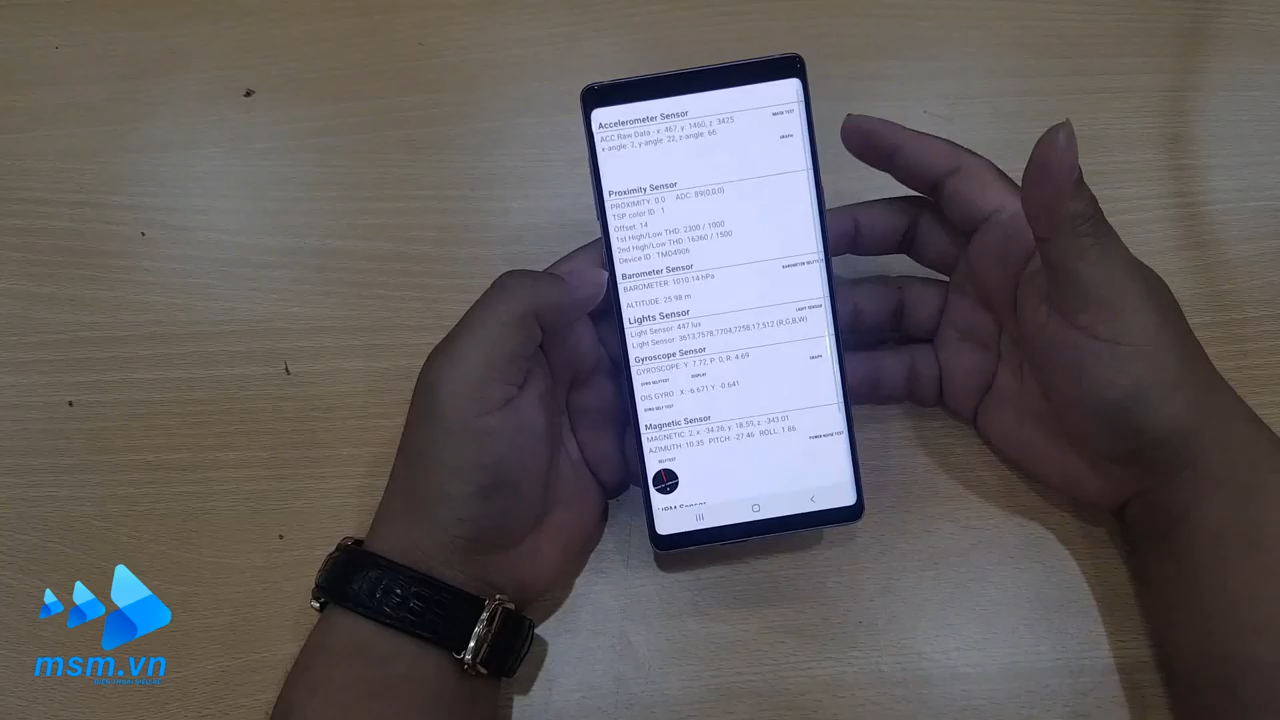 Accelerometer Sensor
MASK TEST
ACC Raw Data - x: 467, y: 1460, z: 3425
x-angle: 7, y-angle: 22, z-angle: 66
GRAPH
Proximity Sensor
PROXIMITY: 0.0 ADC: 89(0,0,0)
TSP color ID : 1
Offset: 14
1st High/Low THD: 2300 / 1000
2nd High/Low THD: 16360 / 1500
Device ID : TMD4906
Barometer Sensor
BAROMETER SELFTE
BAROMETER: 1010.14 hPa
ALTITUDE: 25.98 m
Lights Sensor
LIGHT SENSOR
Light Sensor: 447 lux
Light Sensor: 3613,7578,7704,7258,17,512 (R,G,B,W)
Gyroscope Sensor
GYROSCOPE: Y: 7.72, P: 0, R: 4.69
GRAPH
GYRO SELFTEST DISPLAY
OIS GYRO : X: -6.671 Y: -0.641
GYRO SELF TEST
Magnetic Sensor
MAGNETIC: 2, x: -34.26, y: 18.59, z: -343.01
AZIMUTH: 10.35 PITCH: -27.46 ROLL: 1.86
POWER NOISE TEST
SELFTEST
HRM Sensor
msm.vn